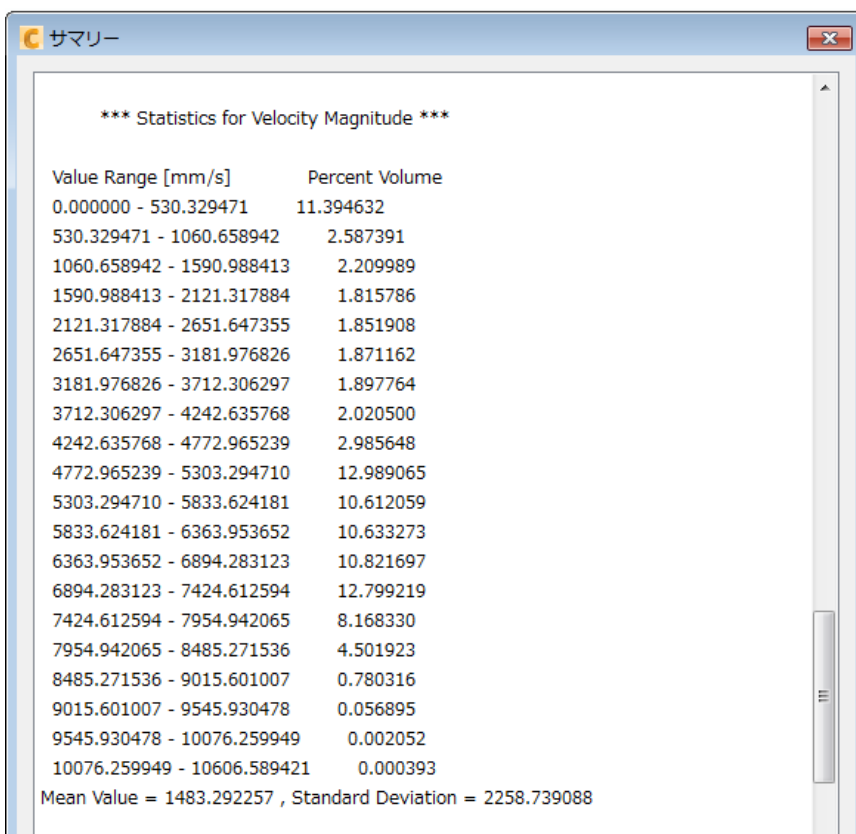 サマリー
*** Statistics for Velocity Magnitude ***
Value Range [mm/s] Percent Volume
0.000000 - 530.329471 11.394632
530.329471 - 1060.658942 2.587391
1060.658942 - 1590.988413 2.209989
1590.988413 - 2121.317884 1.815786
2121.317884 - 2651.647355 1.851908
2651.647355 - 3181.976826 1.871162
3181.976826 - 3712.306297 1.897764
3712.306297 - 4242.635768 2.020500
4242.635768 - 4772.965239 2.985648
4772.965239 - 5303.294710 12.989065
5303.294710 - 5833.624181 10.612059
5833.624181 - 6363.953652 10.633273
6363.953652 - 6894.283123 10.821697
6894.283123 - 7424.612594 12.799219
7424.612594 - 7954.942065 8.168330
7954.942065 - 8485.271536 4.501923
8485.271536 - 9015.601007 0.780316
9015.601007 - 9545.930478 0.056895
9545.930478 - 10076.259949 0.002052
10076.259949 - 10606.589421 0.000393
Mean Value = 1483.292257 , Standard Deviation = 2258.739088